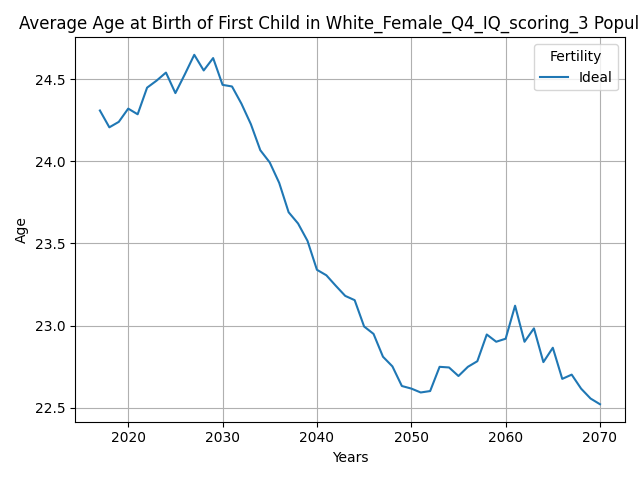 Average Age at Birth of First Child in White_Female_Q4_IQ_scoring_3 Popul
Fertility
Ideal
24.5
24.0
23.5
23.0
22.5
Age
2020 2030 2040 2050 2060 2070
Years